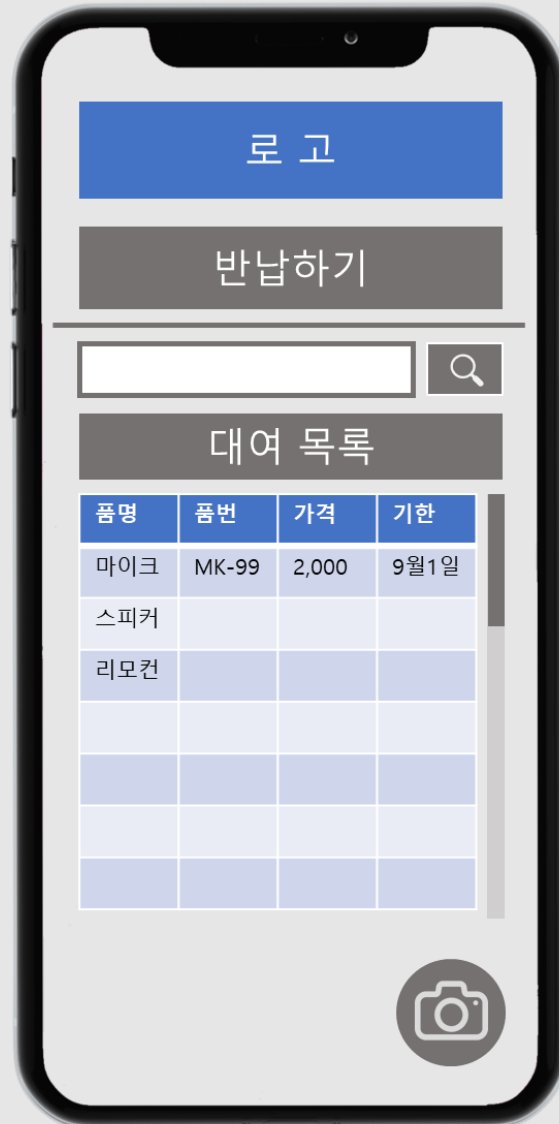 로 고
반납하기
대여 목록
품명 품번 가격 기한
마이크 MK-99 2,000 9월1일
스피커
리모컨